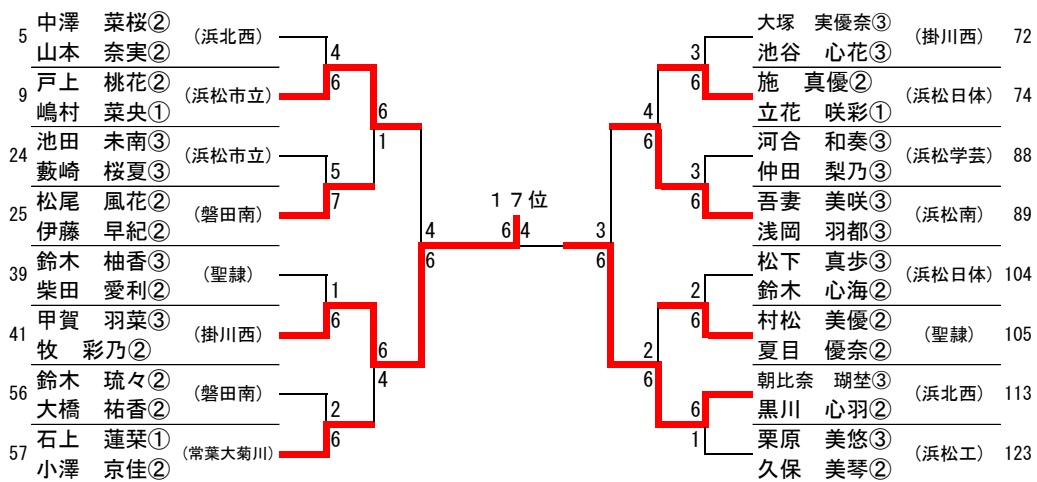 5 中澤 菜桜② (浜北西)
山本 奈実②
9 戸上 桃花② (浜松市立)
嶋村 菜央①
24 池田 未南③ (浜松市立)
藪崎 桜夏③
25 松尾 風花② (磐田南)
伊藤 早紀②
39 鈴木 柚香③ (聖隷)
柴田 愛利②
41 甲賀 羽菜③ (掛川西)
牧 彩乃②
56 鈴木 琉々② (磐田南)
大橋 祐香②
57 石上 蓮栞① (常葉大菊川)
小澤 京佳②
4
6
5
7
1
6
2
6
6
1
6
4
4
6
17位
6 4
3
6
4
6
2
6
3
6
3
6
2
6
6
1
大塚 実優奈③ (掛川西) 72
池谷 心花③
施 真優② (浜松日体) 74
立花 咲彩①
河合 和奏③ (浜松学芸) 88
仲田 梨乃③
吾妻 美咲③ (浜松南) 89
浅岡 羽都③
松下 真歩③ (浜松日体) 104
鈴木 心海②
村松 美優② (聖隷) 105
夏目 優奈②
朝比奈 瑚埜③ (浜北西) 113
黒川 心羽②
栗原 美悠③ (浜松工) 123
久保 美琴②